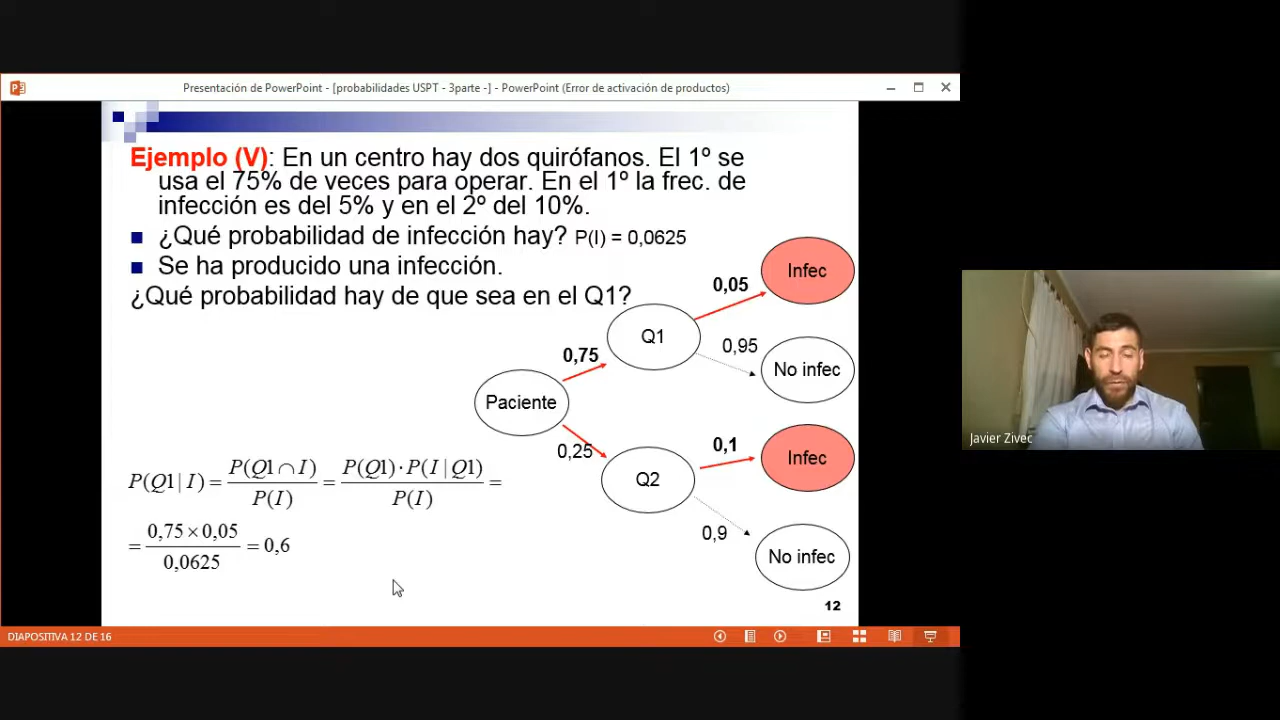 Presentación de PowerPoint - [probabilidades USPT - 3parte -] - PowerPoint (Error de activación de productos)
Ejemplo (V): En un centro hay dos quirófanos. El 1º se
usa el 75% de veces para operar. En el 1º la frec. de
infección es del 5% y en el 2º del 10%.
¿Qué probabilidad de infección hay? P(I) = 0,0625
Se ha producido una infección.
¿Qué probabilidad hay de que sea en el Q1?
Infec
0,05
Q1
0,95
No infec
0,75
Paciente
0,25
0,1
Infec
Q2
0,9
No infec
P(Q1|I) = P(Q1∩I)/P(I) = P(Q1)·P(I|Q1)/P(I) =
= 0,75×0,05/0,0625 = 0,6
12
DIAPOSITIVA 12 DE 16
Javier Zivec